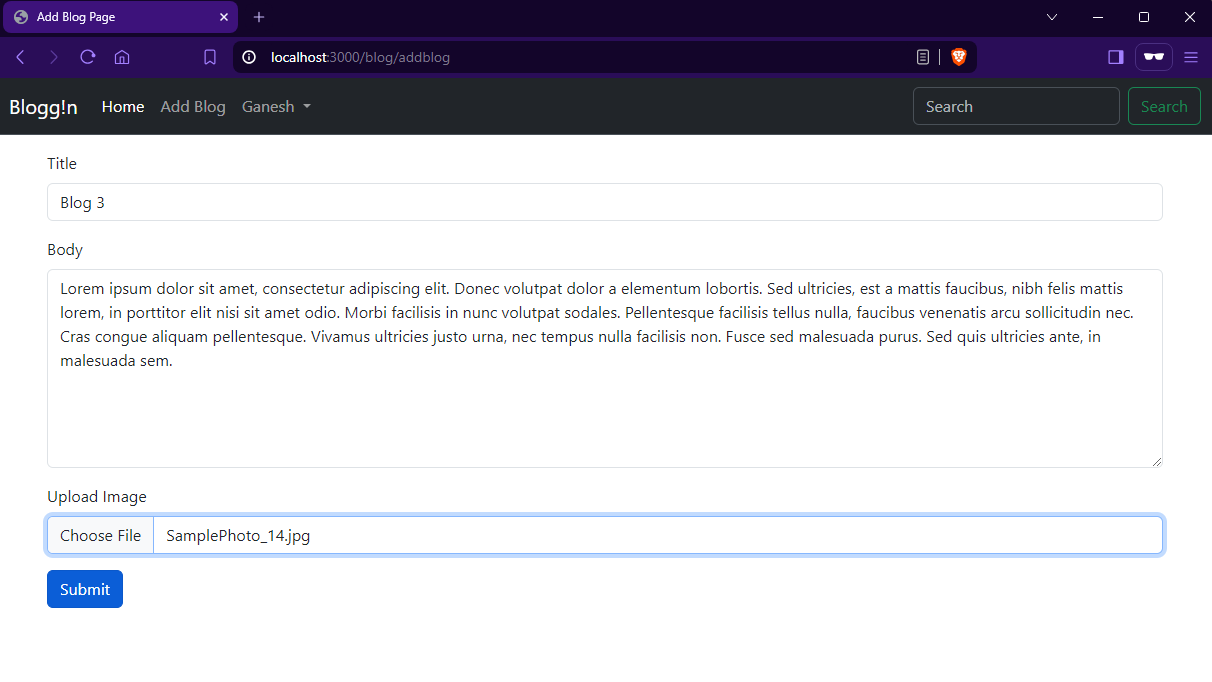 Add Blog Page
localhost:3000/blog/addblog
Blogg!n Home Add Blog Ganesh Search Search
Title
Blog 3
Body
Lorem ipsum dolor sit amet, consectetur adipiscing elit. Donec volutpat dolor a elementum lobortis. Sed ultricies, est a mattis faucibus, nibh felis mattis
lorem, in porttitor elit nisi sit amet odio. Morbi facilisis in nunc volutpat sodales. Pellentesque facilisis tellus nulla, faucibus venenatis arcu sollicitudin nec.
Cras congue aliquam pellentesque. Vivamus ultricies justo urna, nec tempus nulla facilisis non. Fusce sed malesuada purus. Sed quis ultricies ante, in
malesuada sem.
Upload Image
Choose File SamplePhoto_14.jpg
Submit